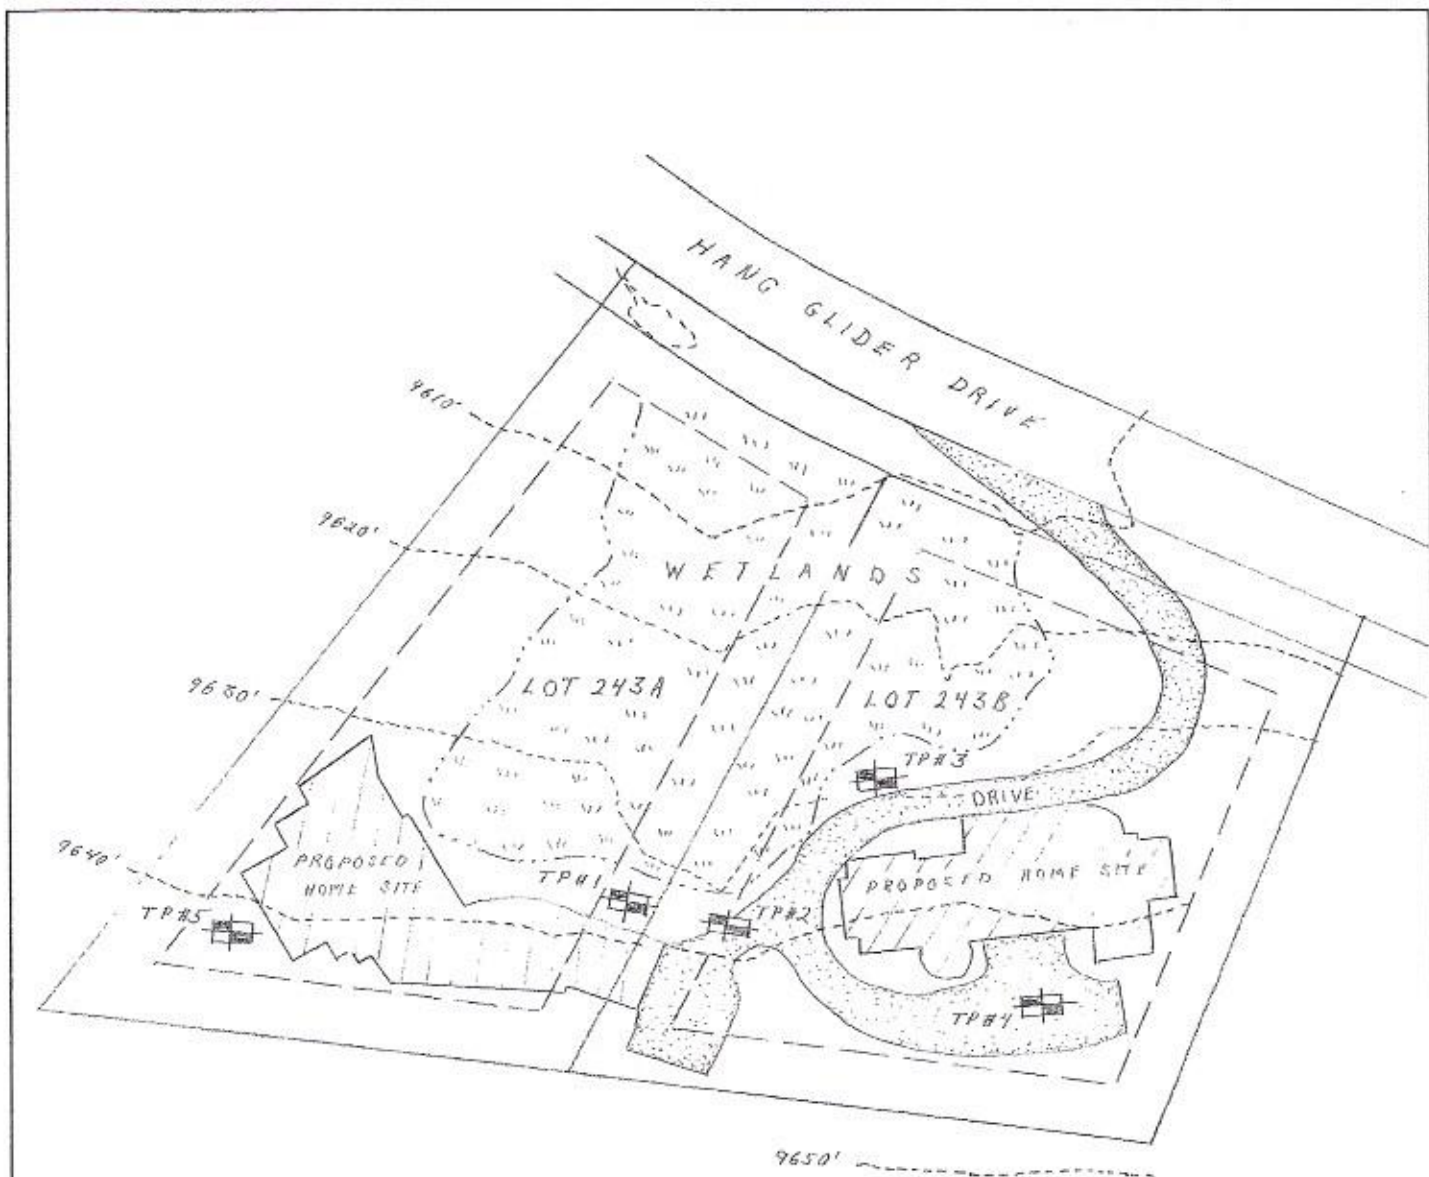 HANG GLIDER DRIVE
9610'
9620'
WETLANDS
LOT 243A
LOT 243B
9630'
TP#3
DRIVE
9640'
PROPOSED
HOME SITE
TP#1
PROPOSED HOME SITE
TP#5
TP#2
TP#4
9650'